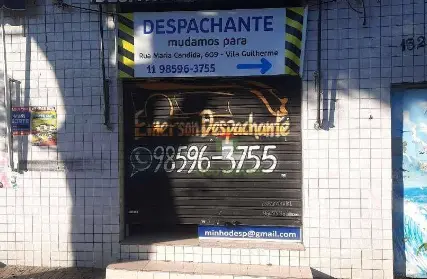 DESPACHANTE
mudamos para
Rua Maria Candida, 609 - Vila Guilherme
11 98596-3755
Emerson Despachante
98596-3755
minhodesp@gmail.com